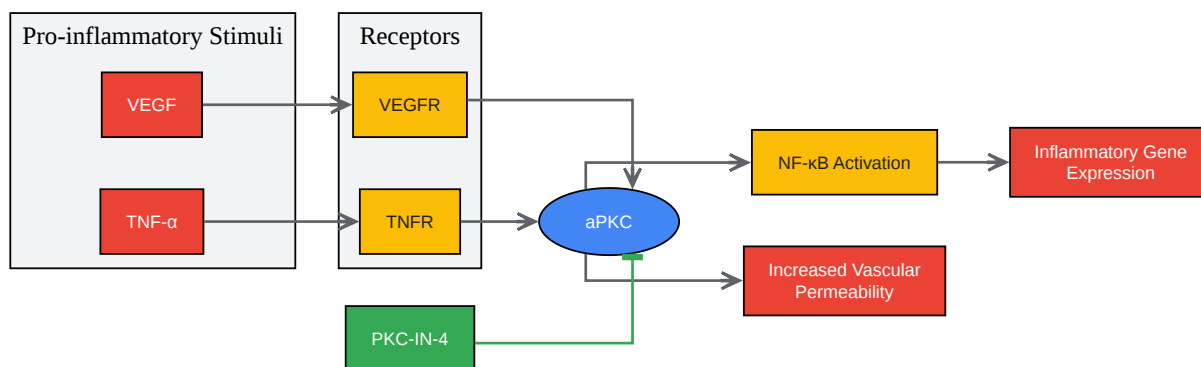 Pro-inflammatory Stimuli
Receptors
VEGF
VEGFR
TNF-α
TNFR
aPKC
PKC-IN-4
NF-κB Activation
Inflammatory Gene
Expression
Increased Vascular
Permeability